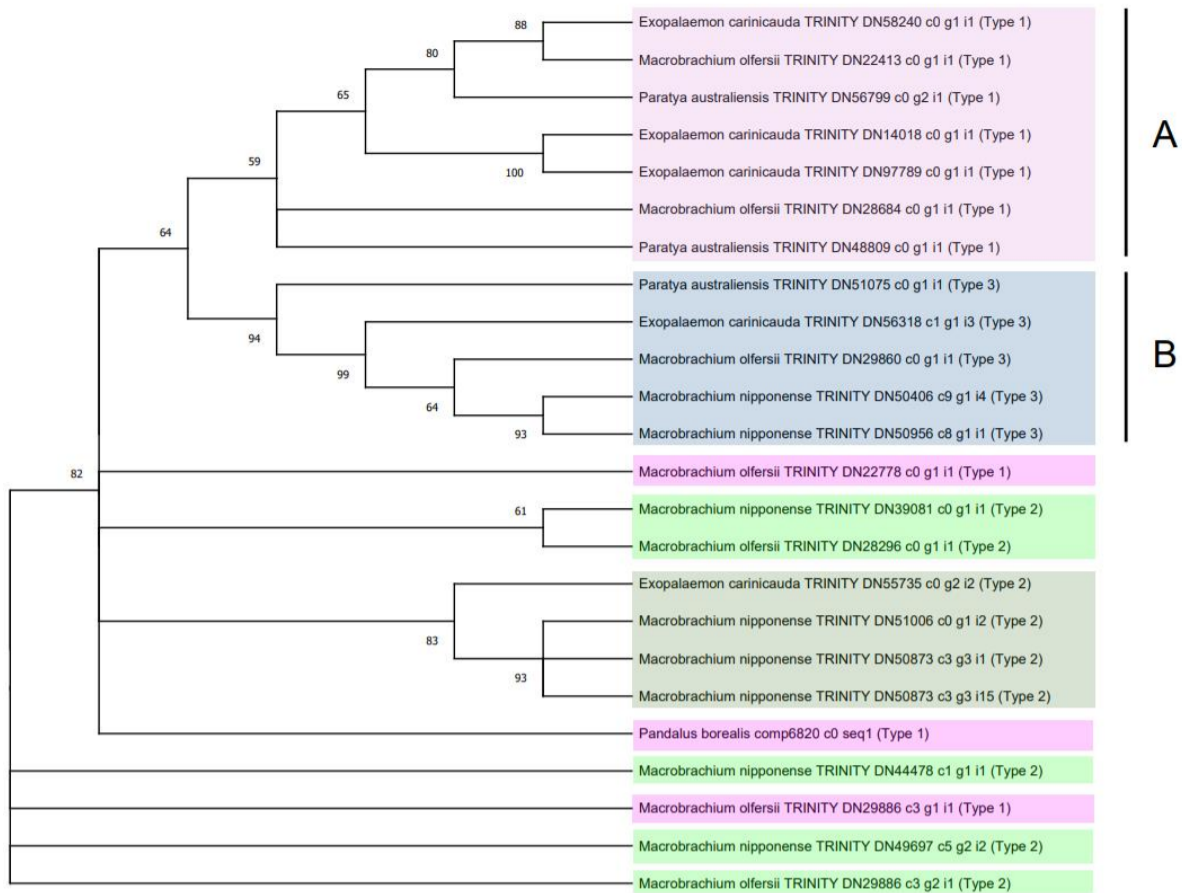 88
Exopalaemon carinicauda TRINITY DN58240 c0 g1 i1 (Type 1)
80
Macrobrachium olfersii TRINITY DN22413 c0 g1 i1 (Type 1)
65
Paratya australiensis TRINITY DN56799 c0 g2 i1 (Type 1)
A
Exopalaemon carinicauda TRINITY DN14018 c0 g1 i1 (Type 1)
59
100
Exopalaemon carinicauda TRINITY DN97789 c0 g1 i1 (Type 1)
Macrobrachium olfersii TRINITY DN28684 c0 g1 i1 (Type 1)
64
Paratya australiensis TRINITY DN48809 c0 g1 i1 (Type 1)
Paratya australiensis TRINITY DN51075 c0 g1 i1 (Type 3)
94
Exopalaemon carinicauda TRINITY DN56318 c1 g1 i3 (Type 3)
B
99
Macrobrachium olfersii TRINITY DN29860 c0 g1 i1 (Type 3)
64
Macrobrachium nipponense TRINITY DN50406 c9 g1 i4 (Type 3)
93
Macrobrachium nipponense TRINITY DN50956 c8 g1 i1 (Type 3)
82
Macrobrachium olfersii TRINITY DN22778 c0 g1 i1 (Type 1)
61
Macrobrachium nipponense TRINITY DN39081 c0 g1 i1 (Type 2)
Macrobrachium olfersii TRINITY DN28296 c0 g1 i1 (Type 2)
Exopalaemon carinicauda TRINITY DN55735 c0 g2 i2 (Type 2)
83
Macrobrachium nipponense TRINITY DN51006 c0 g1 i2 (Type 2)
Macrobrachium nipponense TRINITY DN50873 c3 g3 i1 (Type 2)
93
Macrobrachium nipponense TRINITY DN50873 c3 g3 i15 (Type 2)
Pandalus borealis comp6820 c0 seq1 (Type 1)
Macrobrachium nipponense TRINITY DN44478 c1 g1 i1 (Type 2)
Macrobrachium olfersii TRINITY DN29886 c3 g1 i1 (Type 1)
Macrobrachium nipponense TRINITY DN49697 c5 g2 i2 (Type 2)
Macrobrachium olfersii TRINITY DN29886 c3 g2 i1 (Type 2)